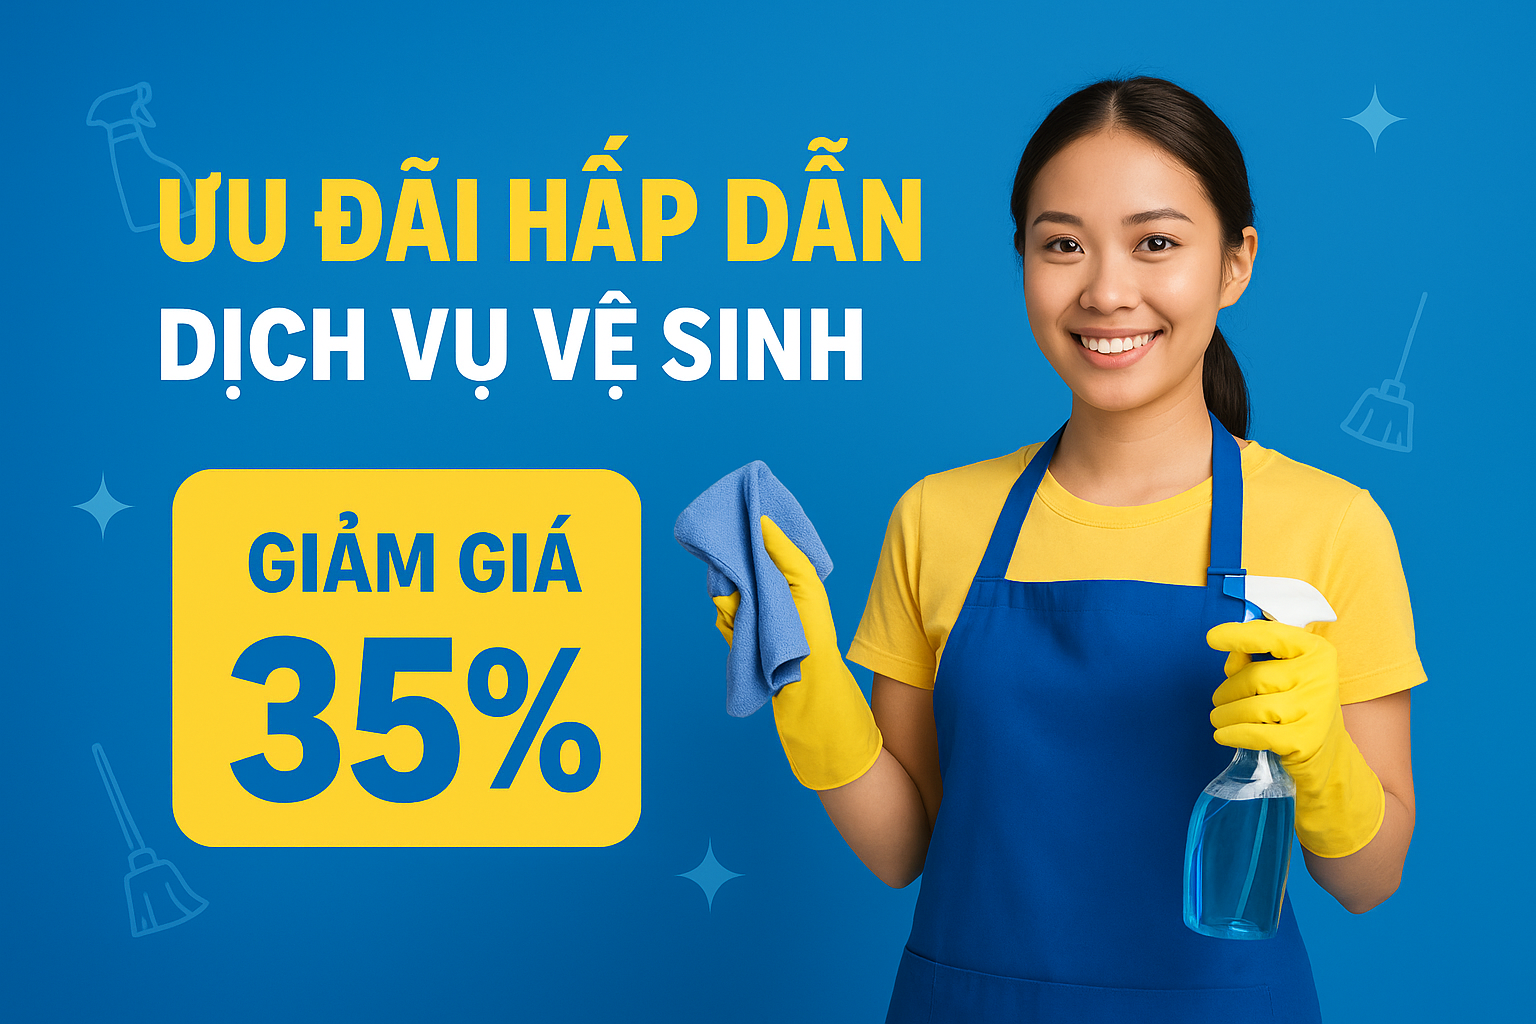 ƯU ĐÃI HẤP DẪN
DỊCH VỤ VỆ SINH
GIẢM GIÁ
35%